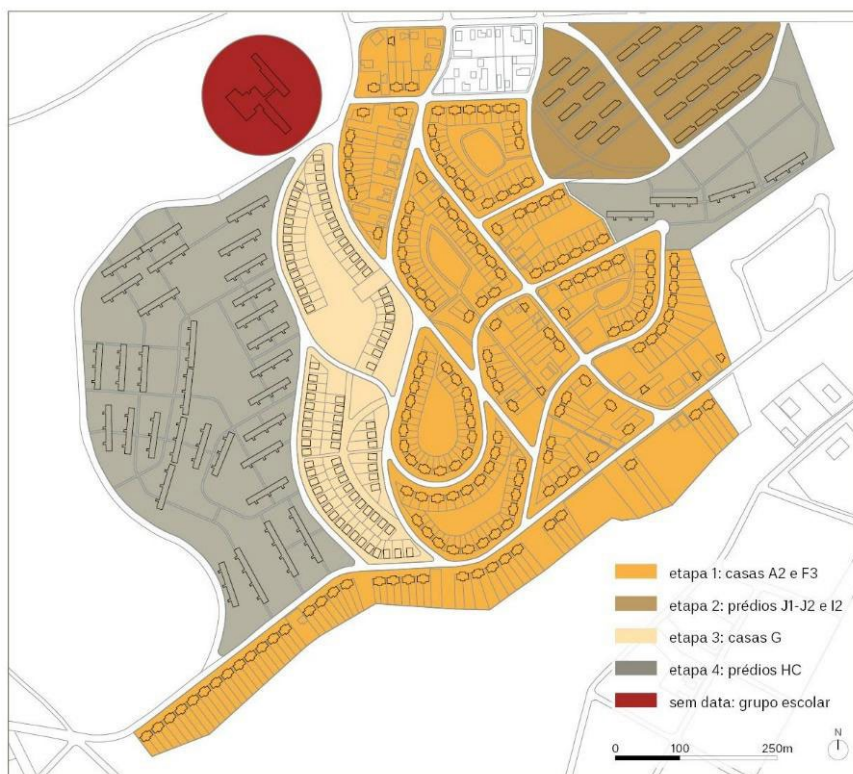 etapa 1: casas A2 e F3
etapa 2: prédios J1-J2 e I2
etapa 3: casas G
etapa 4: prédios HC
sem data: grupo escolar
N
0 100 250m